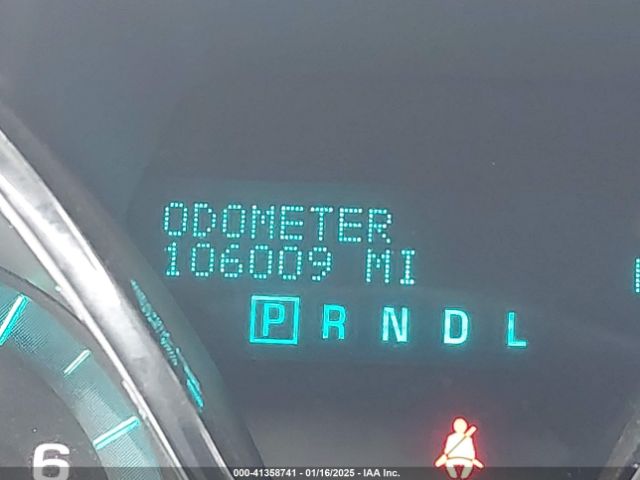 ODOMETER
106009 MI
P R N D L
6
000-41358741 - 01/16/2025 - IAA Inc.